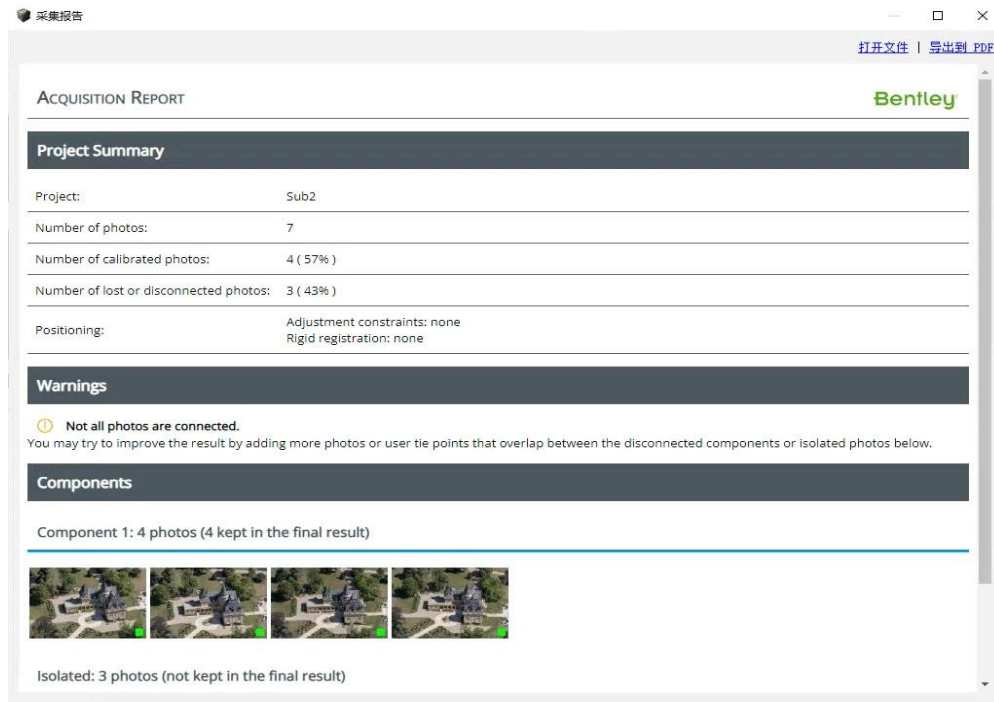 采集报告
打开文件 | 导出到 PDF
ACQUISITION REPORT
Bentley
Project Summary
Project: Sub2
Number of photos: 7
Number of calibrated photos: 4 ( 57% )
Number of lost or disconnected photos: 3 ( 43% )
Positioning: Adjustment constraints: none
Rigid registration: none
Warnings
Not all photos are connected.
You may try to improve the result by adding more photos or user tie points that overlap between the disconnected components or isolated photos below.
Components
Component 1: 4 photos (4 kept in the final result)
Isolated: 3 photos (not kept in the final result)